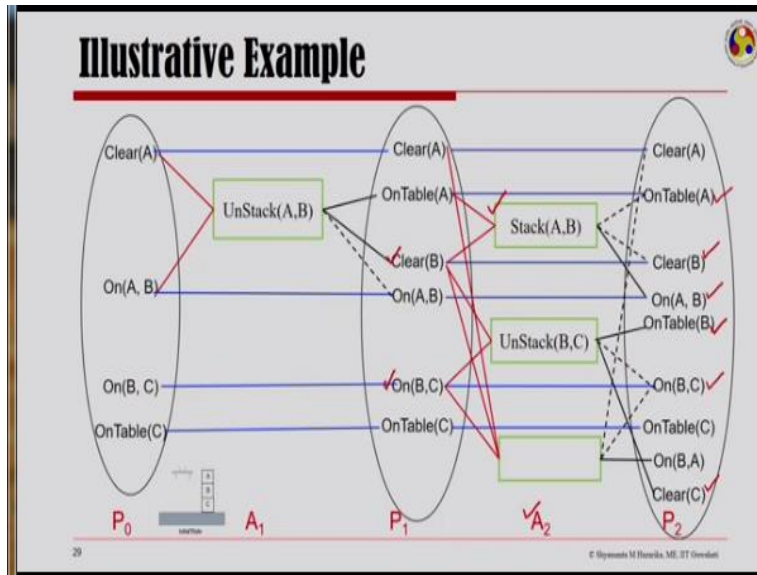 Illustrative Example
Clear(A)
On(A, B)
On(B, C)
OnTable(C)
UnStack(A,B)
Clear(A)
OnTable(A)
Clear(B)
On(A,B)
On(B,C)
OnTable(C)
Stack(A,B)
UnStack(B,C)
Clear(A)
OnTable(A)
Clear(B)
On(A, B)
OnTable(B)
On(B,C)
OnTable(C)
On(B,A)
Clear(C)
A
B
C
P0
A1
P1
A2
P2
29